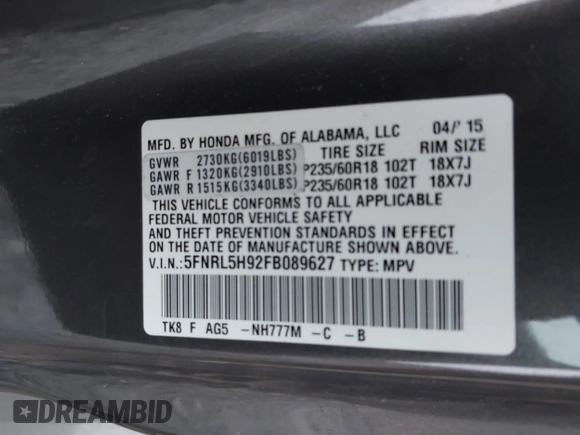 MFD. BY HONDA MFG. OF ALABAMA, LLC 04/'15
GVWR 2730KG(6019LBS) TIRE SIZE RIM SIZE
GAWR F 1320KG(2910LBS) P235/60R18 102T 18X7J
GAWR R 1515KG(3340LBS) P235/60R18 102T 18X7J
THIS VEHICLE CONFORMS TO ALL APPLICABLE
FEDERAL MOTOR VEHICLE SAFETY
AND THEFT PREVENTION STANDARDS IN EFFECT
ON THE DATE OF MANUFACTURE SHOWN ABOVE.
V.I.N.:5FNRL5H92FB089627 TYPE: MPV
TK8 F AG5 -NH777M -C -B
DREAMBID